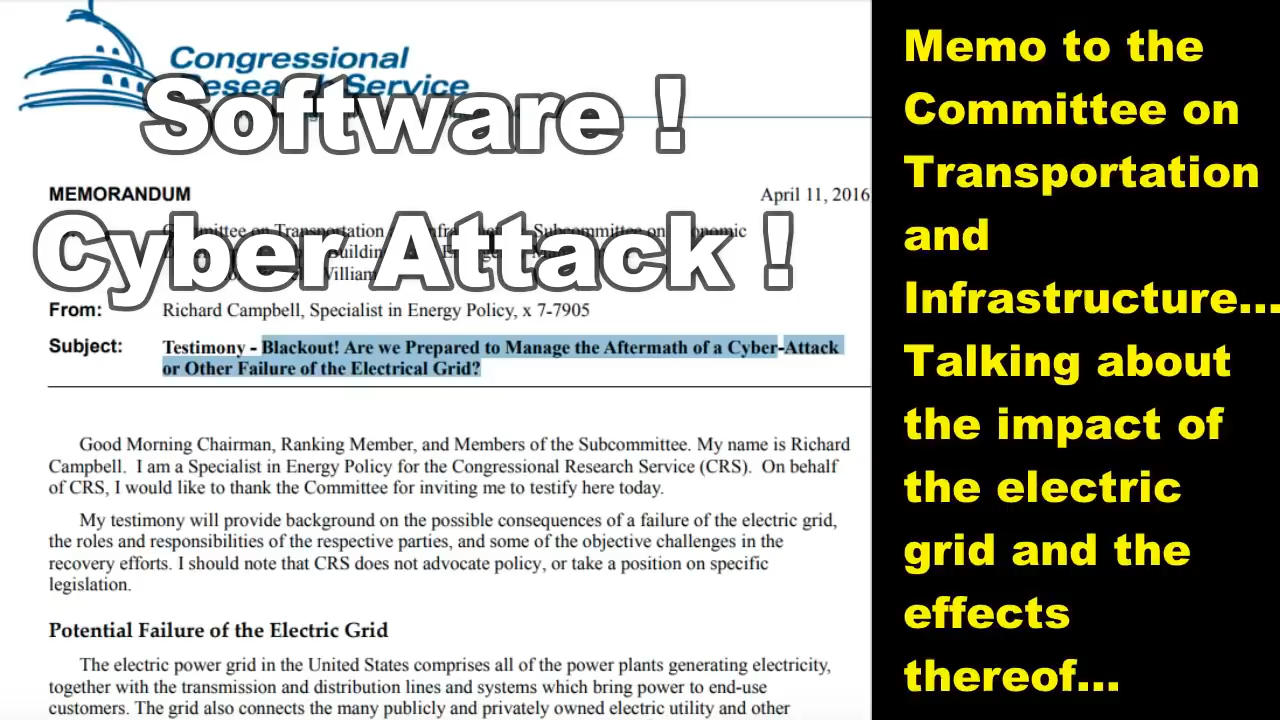 Congressional
Research Service
Software !
MEMORANDUM
April 11, 2016
Cyber Attack !
From:
Richard Campbell, Specialist in Energy Policy, x 7-7905
Subject:
Testimony - Blackout! Are we Prepared to Manage the Aftermath of a Cyber-Attack
or Other Failure of the Electrical Grid?
Good Morning Chairman, Ranking Member, and Members of the Subcommittee. My name is Richard
Campbell. I am a Specialist in Energy Policy for the Congressional Research Service (CRS). On behalf
of CRS, I would like to thank the Committee for inviting me to testify here today.
My testimony will provide background on the possible consequences of a failure of the electric grid,
the roles and responsibilities of the respective parties, and some of the objective challenges in the
recovery efforts. I should note that CRS does not advocate policy, or take a position on specific
legislation.
Potential Failure of the Electric Grid
The electric power grid in the United States comprises all of the power plants generating electricity,
together with the transmission and distribution lines and systems which bring power to end-use
customers. The grid also connects the many publicly and privately owned electric utility and other
Memo to the
Committee on
Transportation
and
Infrastructure...
Talking about
the impact of
the electric
grid and the
effects
thereof...